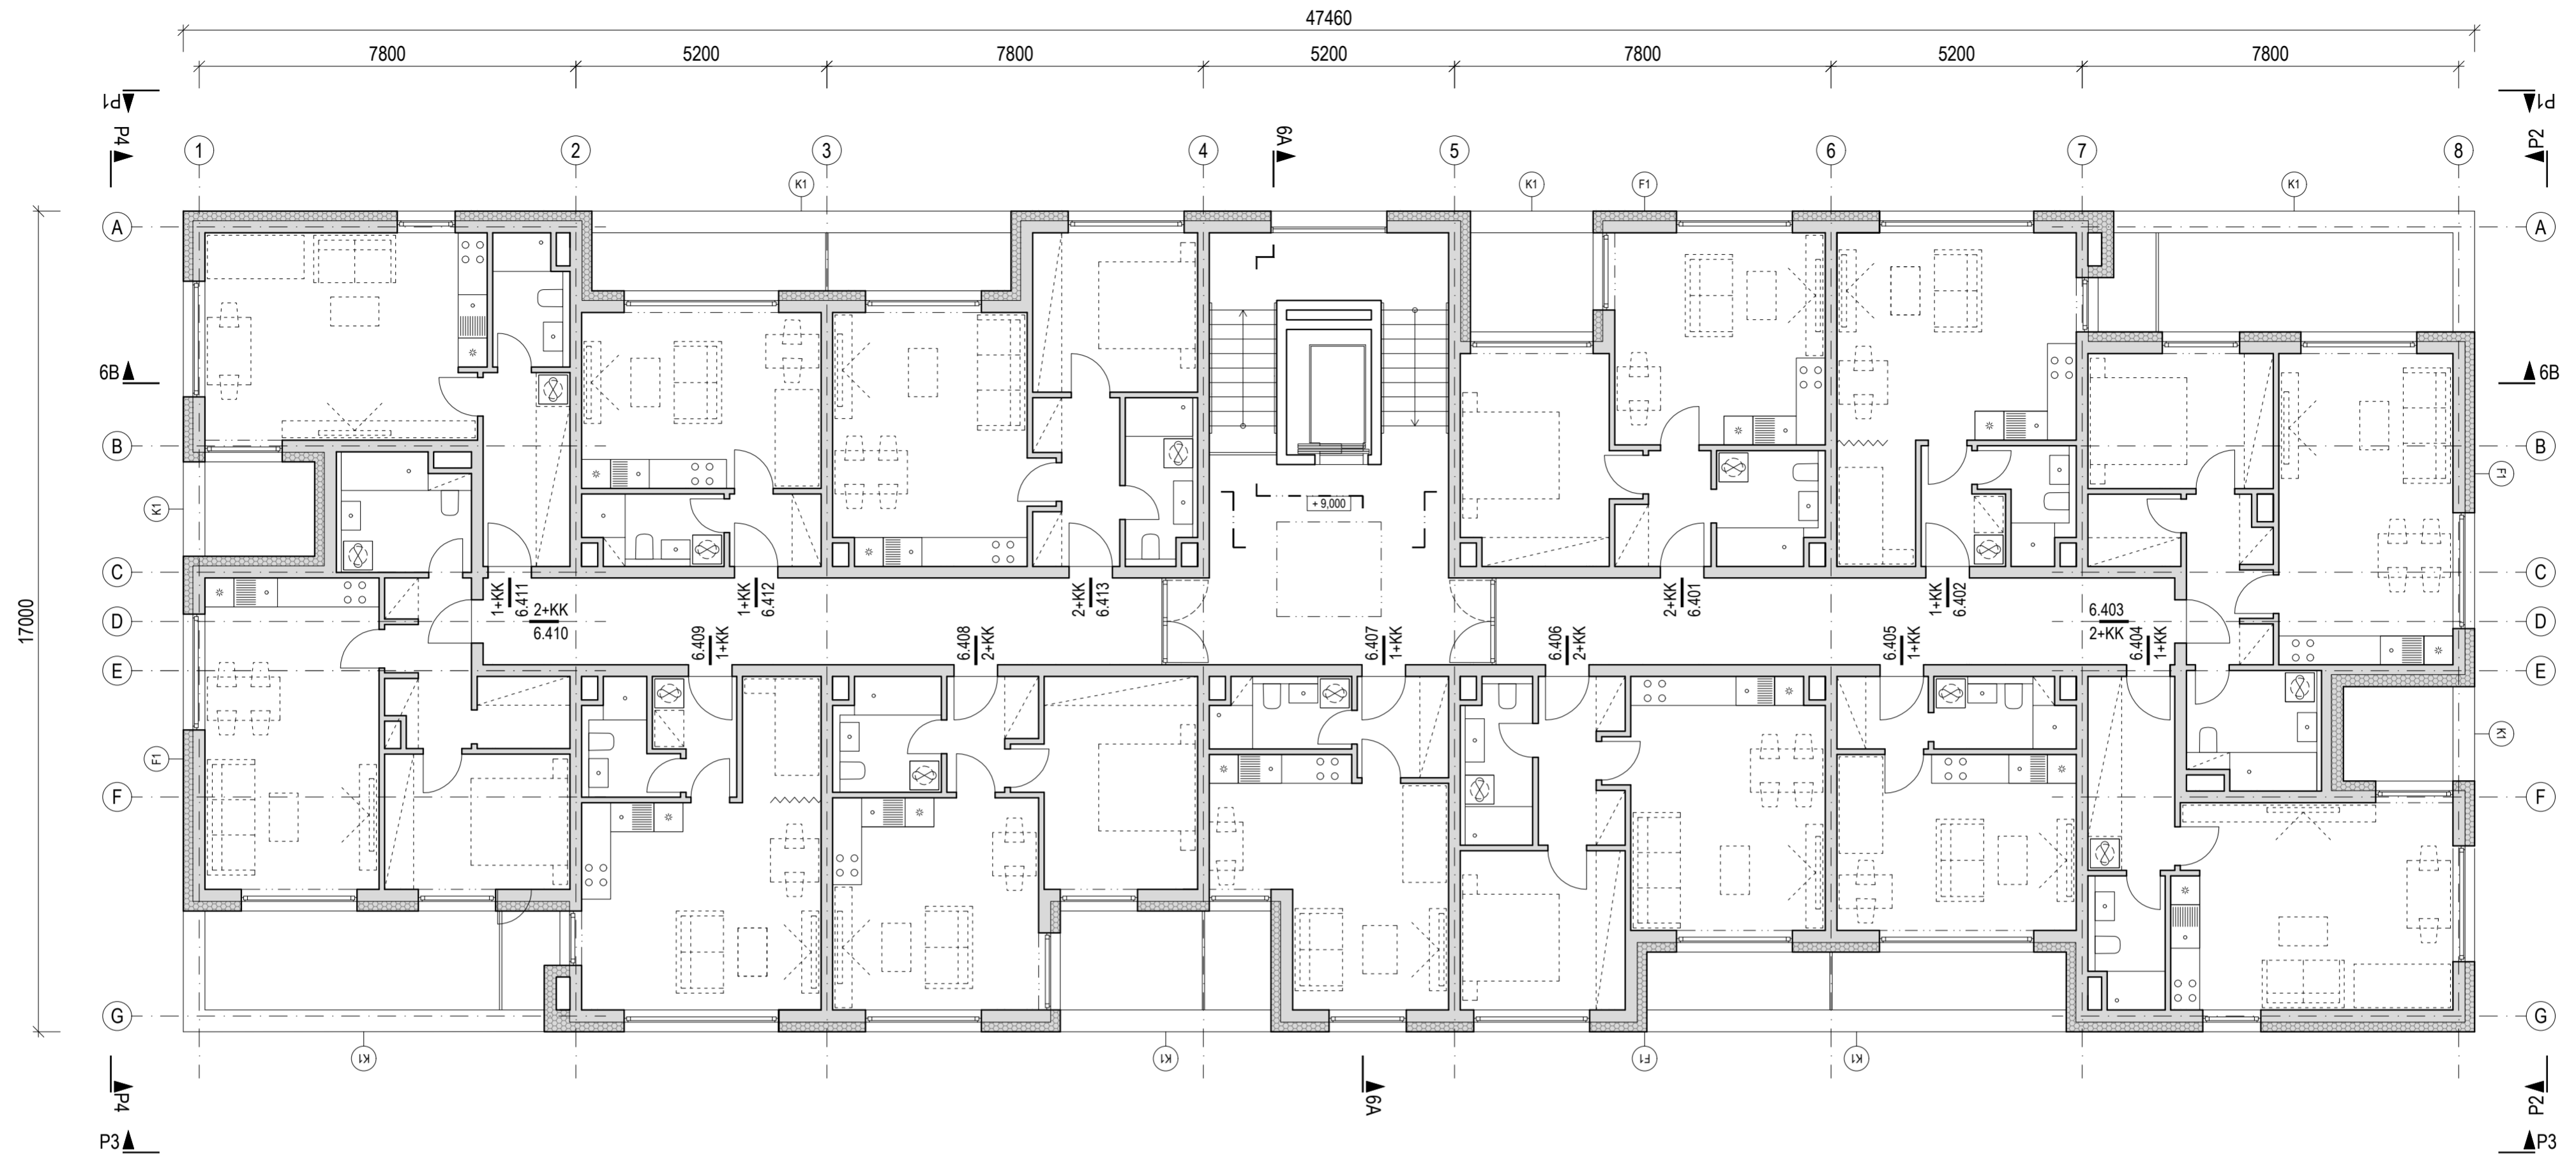 47460
7800 5200 7800 5200 7800 5200 7800
P1 P1
P4 6A P2
1 2 3 4 5 6 7 8
K1 K1 F1 K1
A A
6B 6B
B B
F1
K1
+ 9,000
C C
1+KK 6.411
1+KK 6.412
2+KK 6.413
2+KK 6.401
1+KK 6.402
17000
D D
2+KK 6.410
6.403 2+KK
6.409 1+KK
6.408 2+KK
6.407 1+KK
6.406 2+KK
6.405 1+KK
6.404 1+KK
E E
K1
F1
F F
G G
K1 K1 F1 K1
P4 6A P2
P3 P3